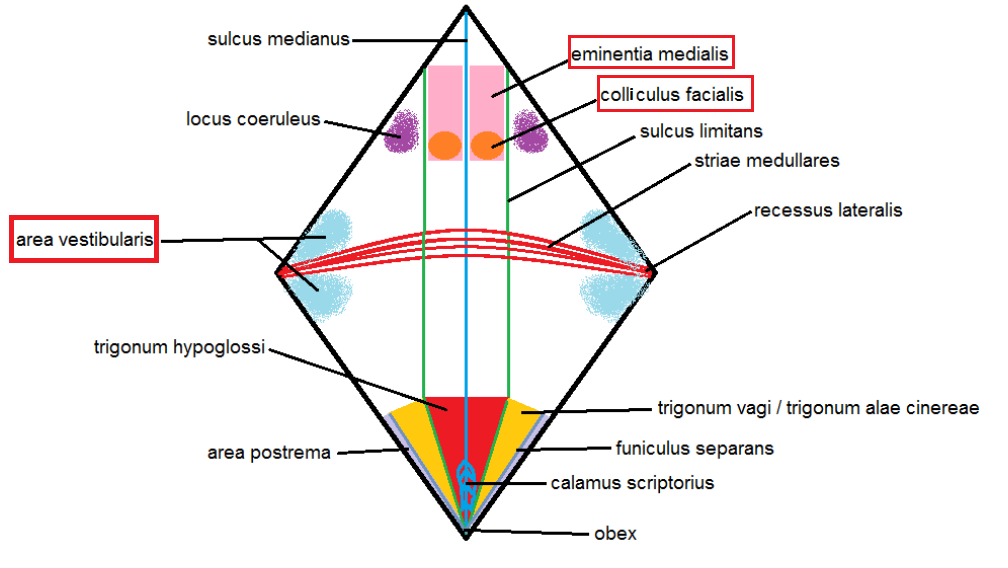 sulcus medianus
eminentia medialis
colliculus facialis
locus coeruleus
sulcus limitans
striae medullares
recessus lateralis
area vestibularis
trigonum hypoglossi
trigonum vagi / trigonum alae cinereae
area postrema
funiculus separans
calamus scriptorius
obex